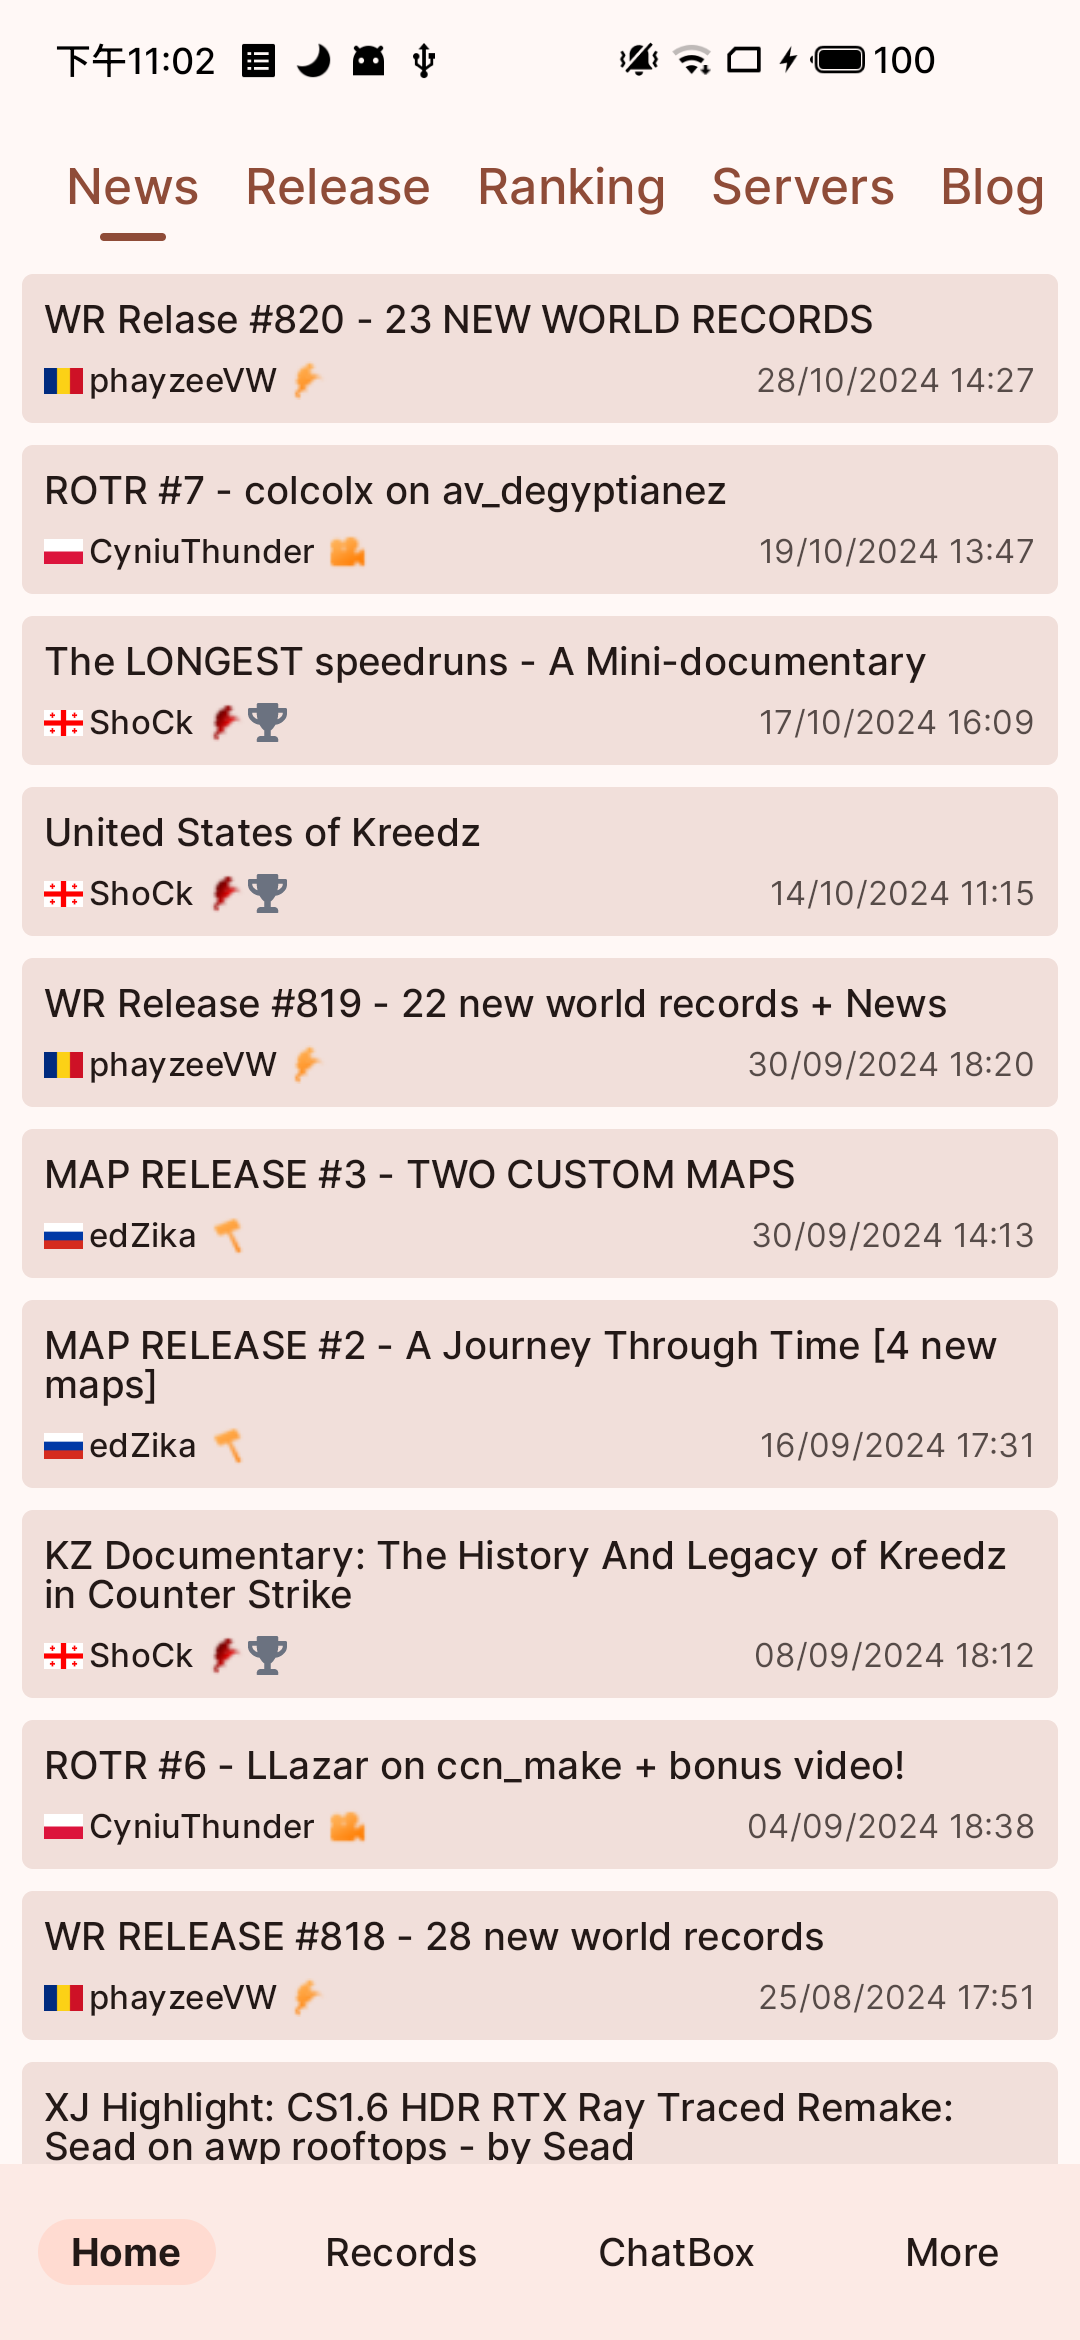 下午11:02 100
News Release Ranking Servers Blog
WR Relase #820 - 23 NEW WORLD RECORDS
phayzeeVW 28/10/2024 14:27
ROTR #7 - colcolx on av_degyptianez
CyniuThunder 19/10/2024 13:47
The LONGEST speedruns - A Mini-documentary
ShoCk 17/10/2024 16:09
United States of Kreedz
ShoCk 14/10/2024 11:15
WR Release #819 - 22 new world records + News
phayzeeVW 30/09/2024 18:20
MAP RELEASE #3 - TWO CUSTOM MAPS
edZika 30/09/2024 14:13
MAP RELEASE #2 - A Journey Through Time [4 new
maps]
edZika 16/09/2024 17:31
KZ Documentary: The History And Legacy of Kreedz
in Counter Strike
ShoCk 08/09/2024 18:12
ROTR #6 - LLazar on ccn_make + bonus video!
CyniuThunder 04/09/2024 18:38
WR RELEASE #818 - 28 new world records
phayzeeVW 25/08/2024 17:51
XJ Highlight: CS1.6 HDR RTX Ray Traced Remake:
Sead on awp rooftops - by Sead
Home Records ChatBox More